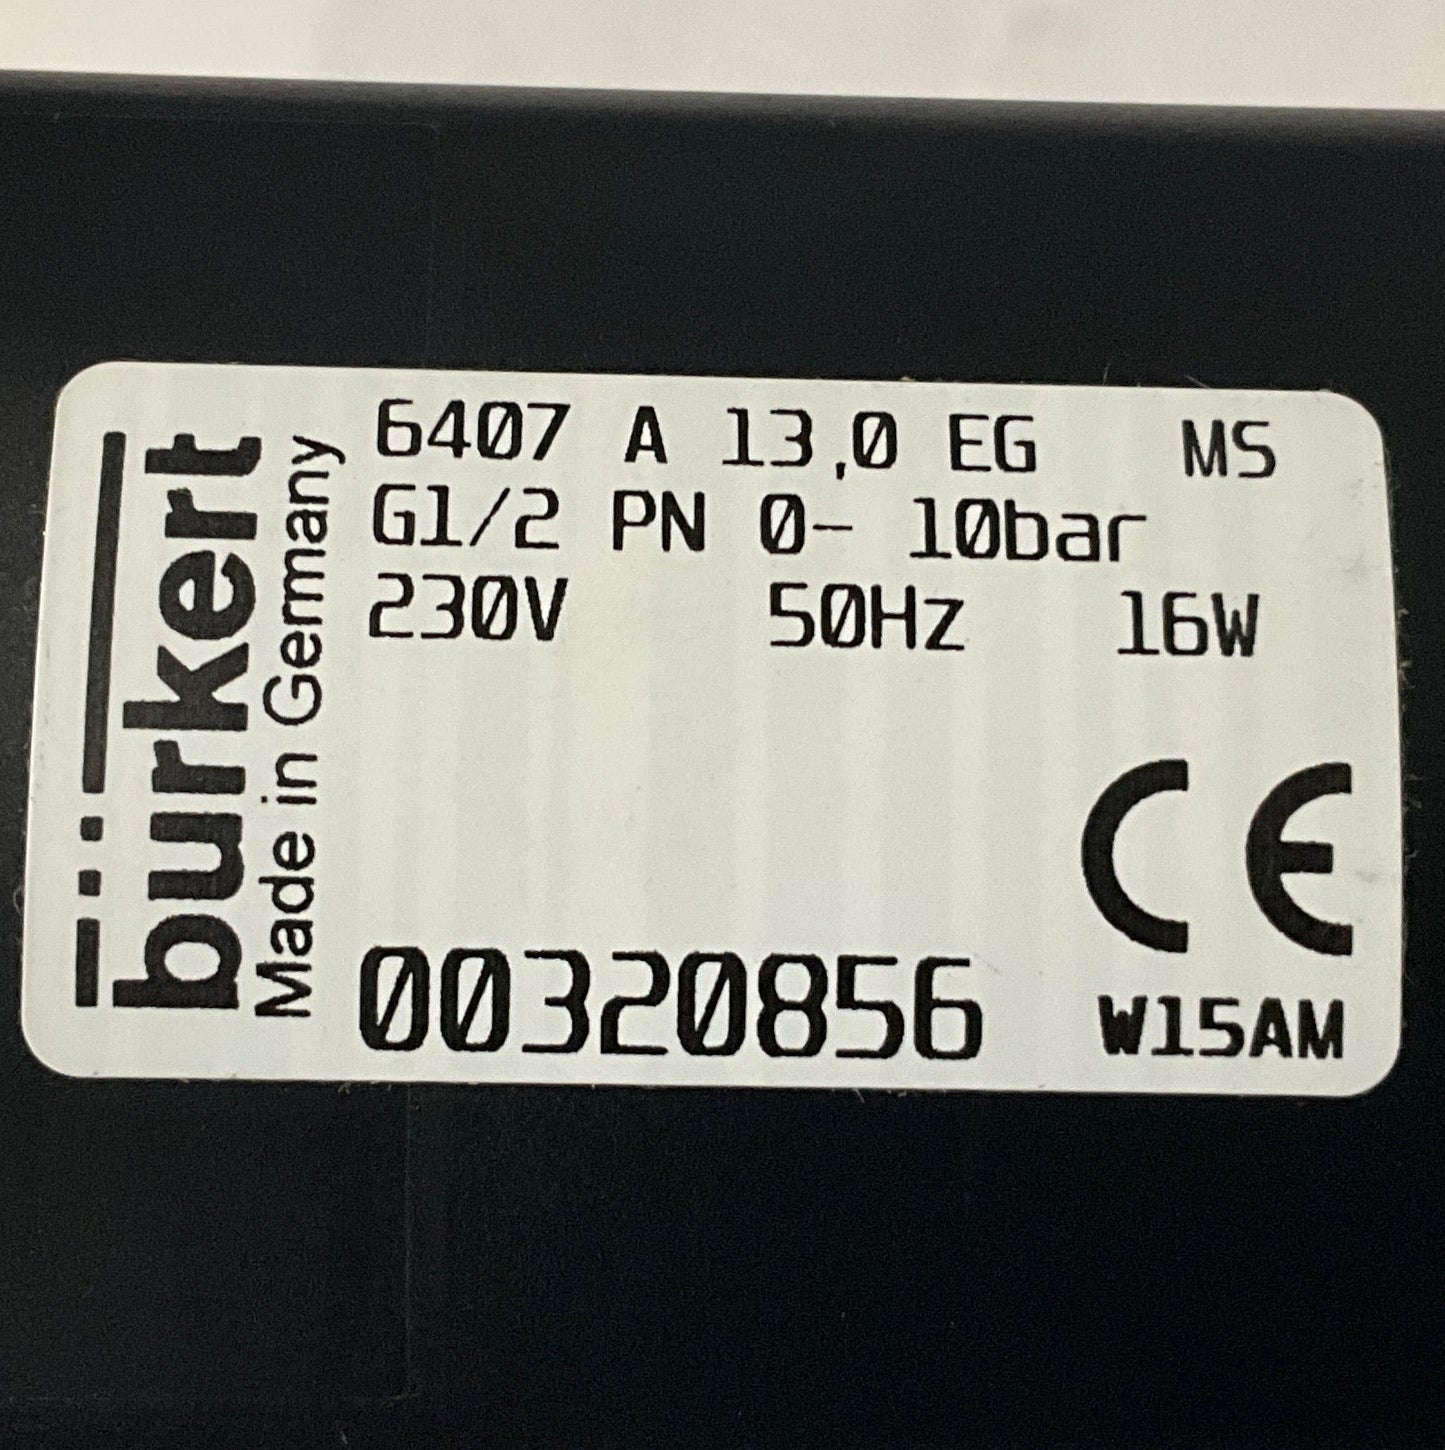 bürkert
Made in Germany
6407 A 13,0 EG MS
G1/2 PN 0- 10bar
230V 50Hz 16W
CE
00320856 W15AM